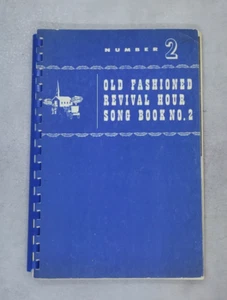 NUMBER 2
OLD FASHIONED
REVIVAL HOUR
SONG BOOK NO. 2